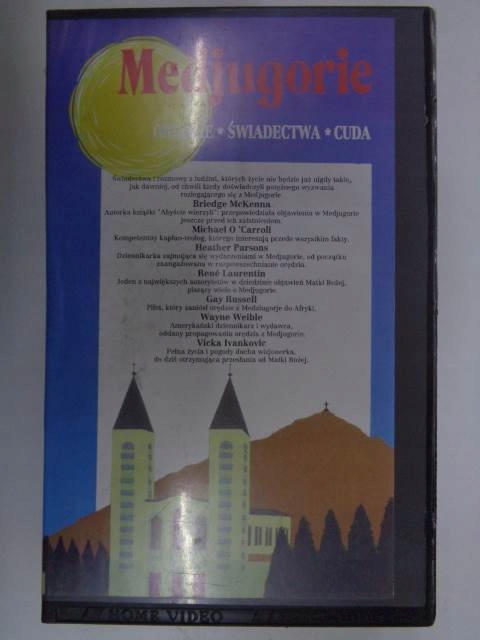 Medjugorie
* ŚWIADECTWA * CUDA
Świadectwa i rozmowy z ludźmi, których życie nie będzie już nigdy takie,
jak dawniej, od chwili kiedy doświadczyli potężnego wyzwania
rozlegającego się z Medjugorie
Briedge McKenna
Autorka książki "Abyście wierzyli": przepowiedziała objawienia w Medjugorie
jeszcze przed ich zaistnieniem.
Michael O 'Carroll
Kompetentny kapłan-teolog, którego interesują przede wszystkim fakty.
Heather Parsons
Dziennikarka zajmująca się wydarzeniami w Medjugorie, od początku
zaangażowana w rozpowszechnianie orędzia.
René Laurentin
Jeden z największych autorytetów w dziedzinie objawień Matki Bożej,
piszący wiele o Medjugorie.
Gay Russell
Pilot, który zaniósł orędzie z Medziugorje do Afryki.
Wayne Weible
Amerykański dziennikarz i wydawca,
oddany propagowaniu orędzia z Medjugorie.
Vicka Ivankovic
Pełna życia i pogody ducha wizjonerka,
do dziś otrzymująca przesłania od Matki Bożej.
HOME VIDEO